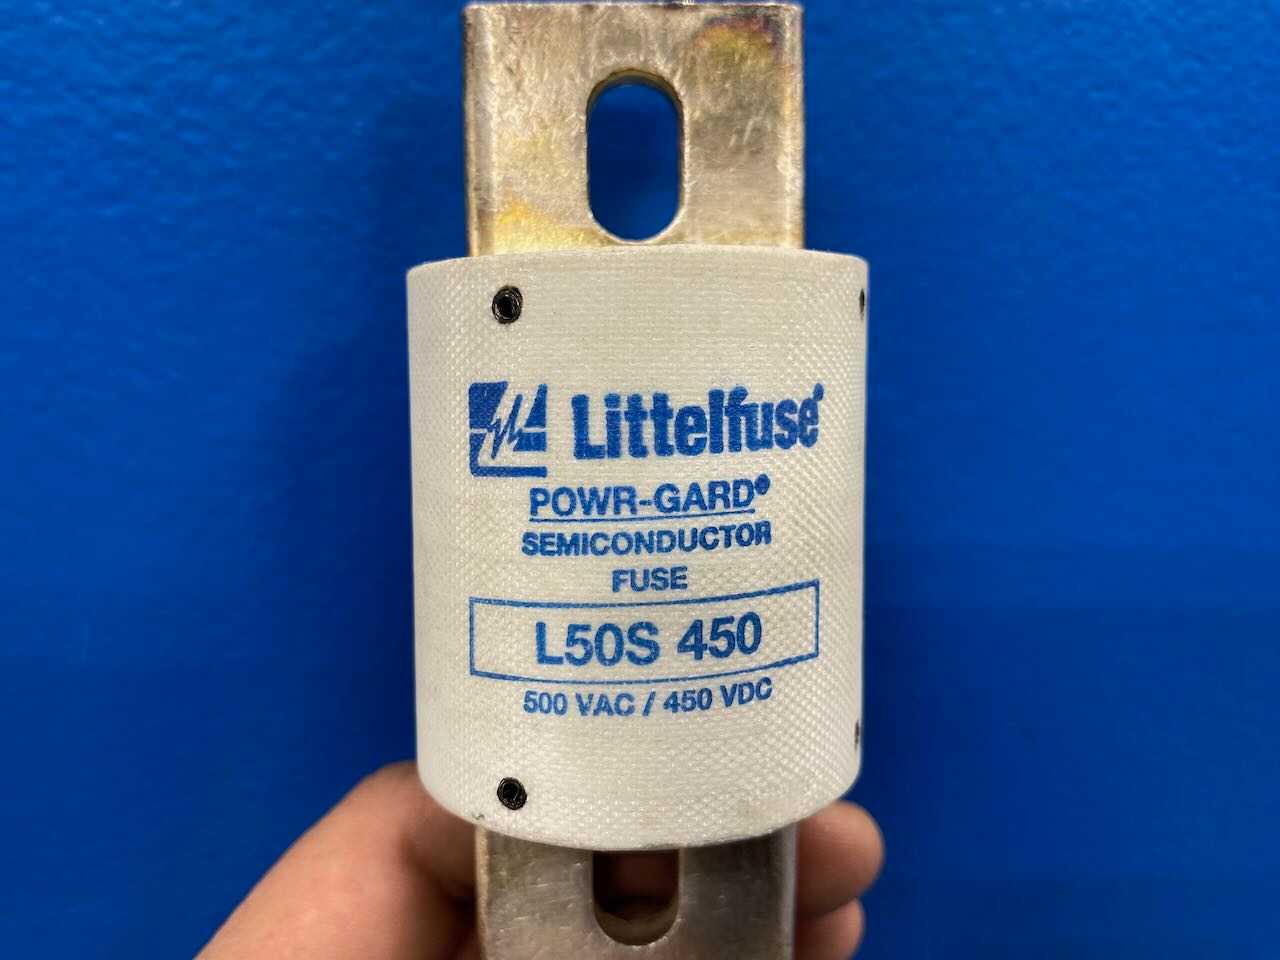 Littelfuse®
POWR-GARD®
SEMICONDUCTOR
FUSE
L50S 450
500 VAC / 450 VDC